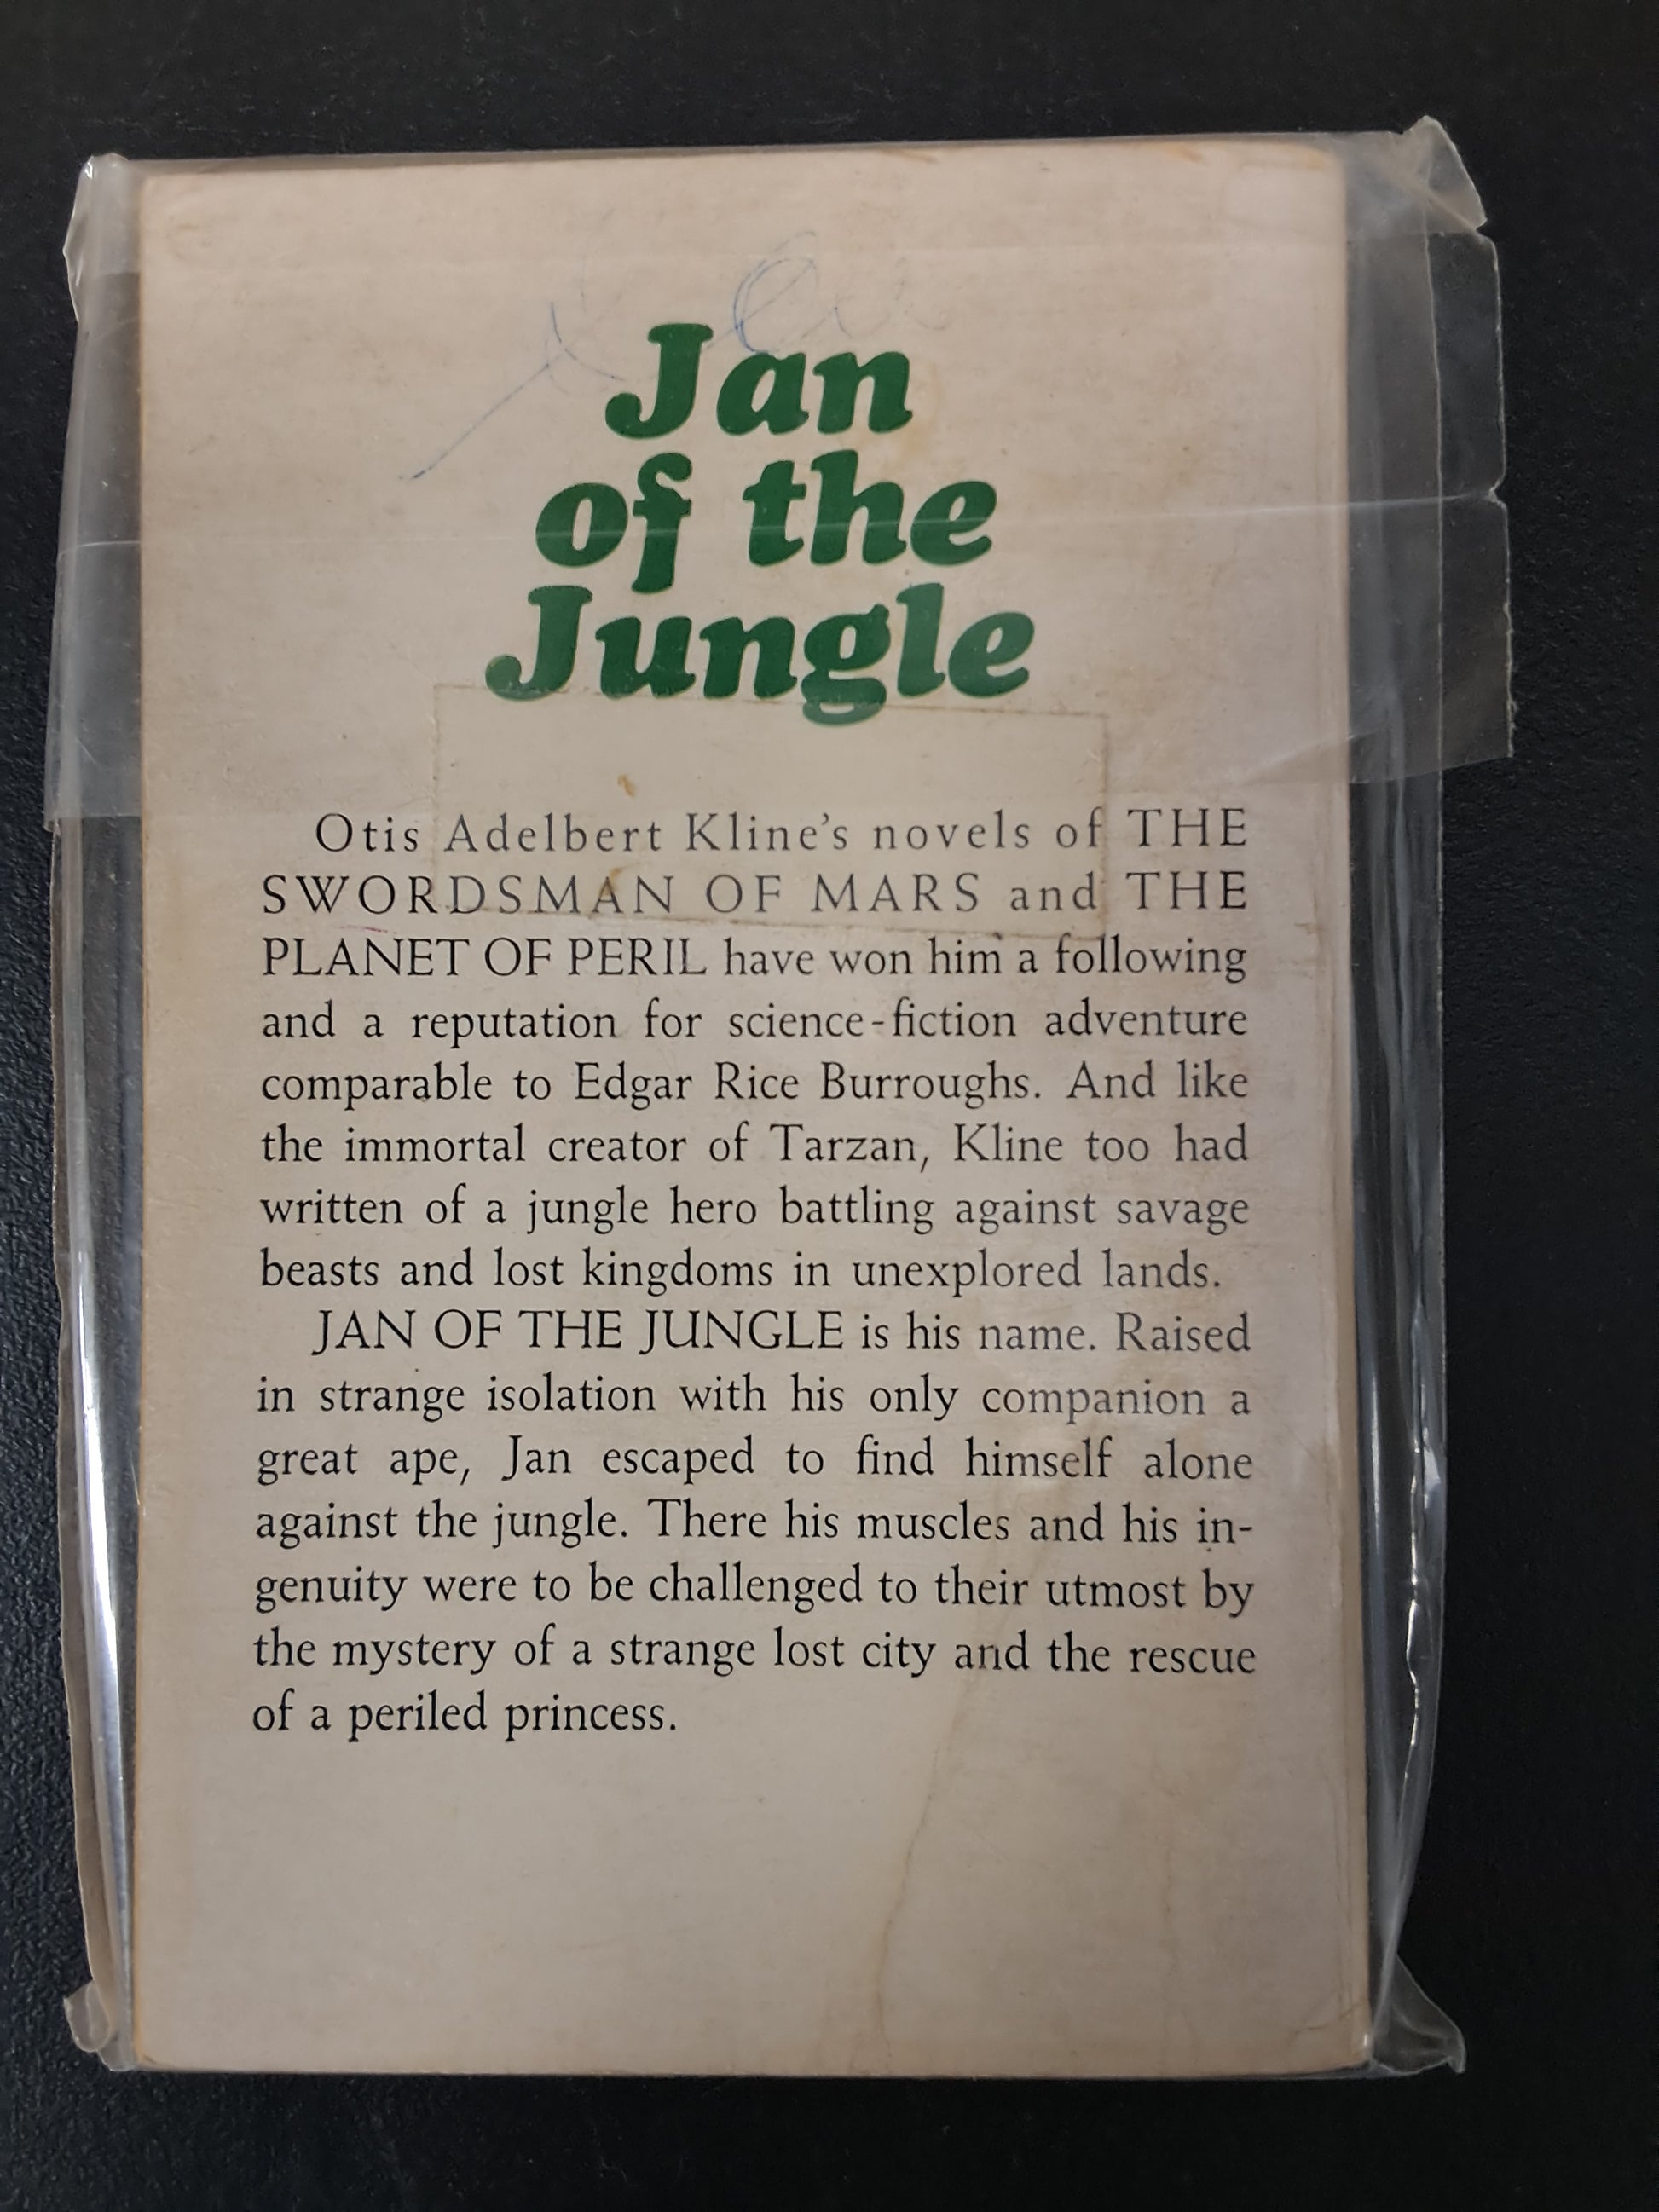 Jan
of the
Jungle
Otis Adelbert Kline's novels of THE
SWORDSMAN OF MARS and THE
PLANET OF PERIL have won him a following
and a reputation for science-fiction adventure
comparable to Edgar Rice Burroughs. And like
the immortal creator of Tarzan, Kline too had
written of a jungle hero battling against savage
beasts and lost kingdoms in unexplored lands.
JAN OF THE JUNGLE is his name. Raised
in strange isolation with his only companion a
great ape, Jan escaped to find himself alone
against the jungle. There his muscles and his in-
genuity were to be challenged to their utmost by
the mystery of a strange lost city and the rescue
of a periled princess.